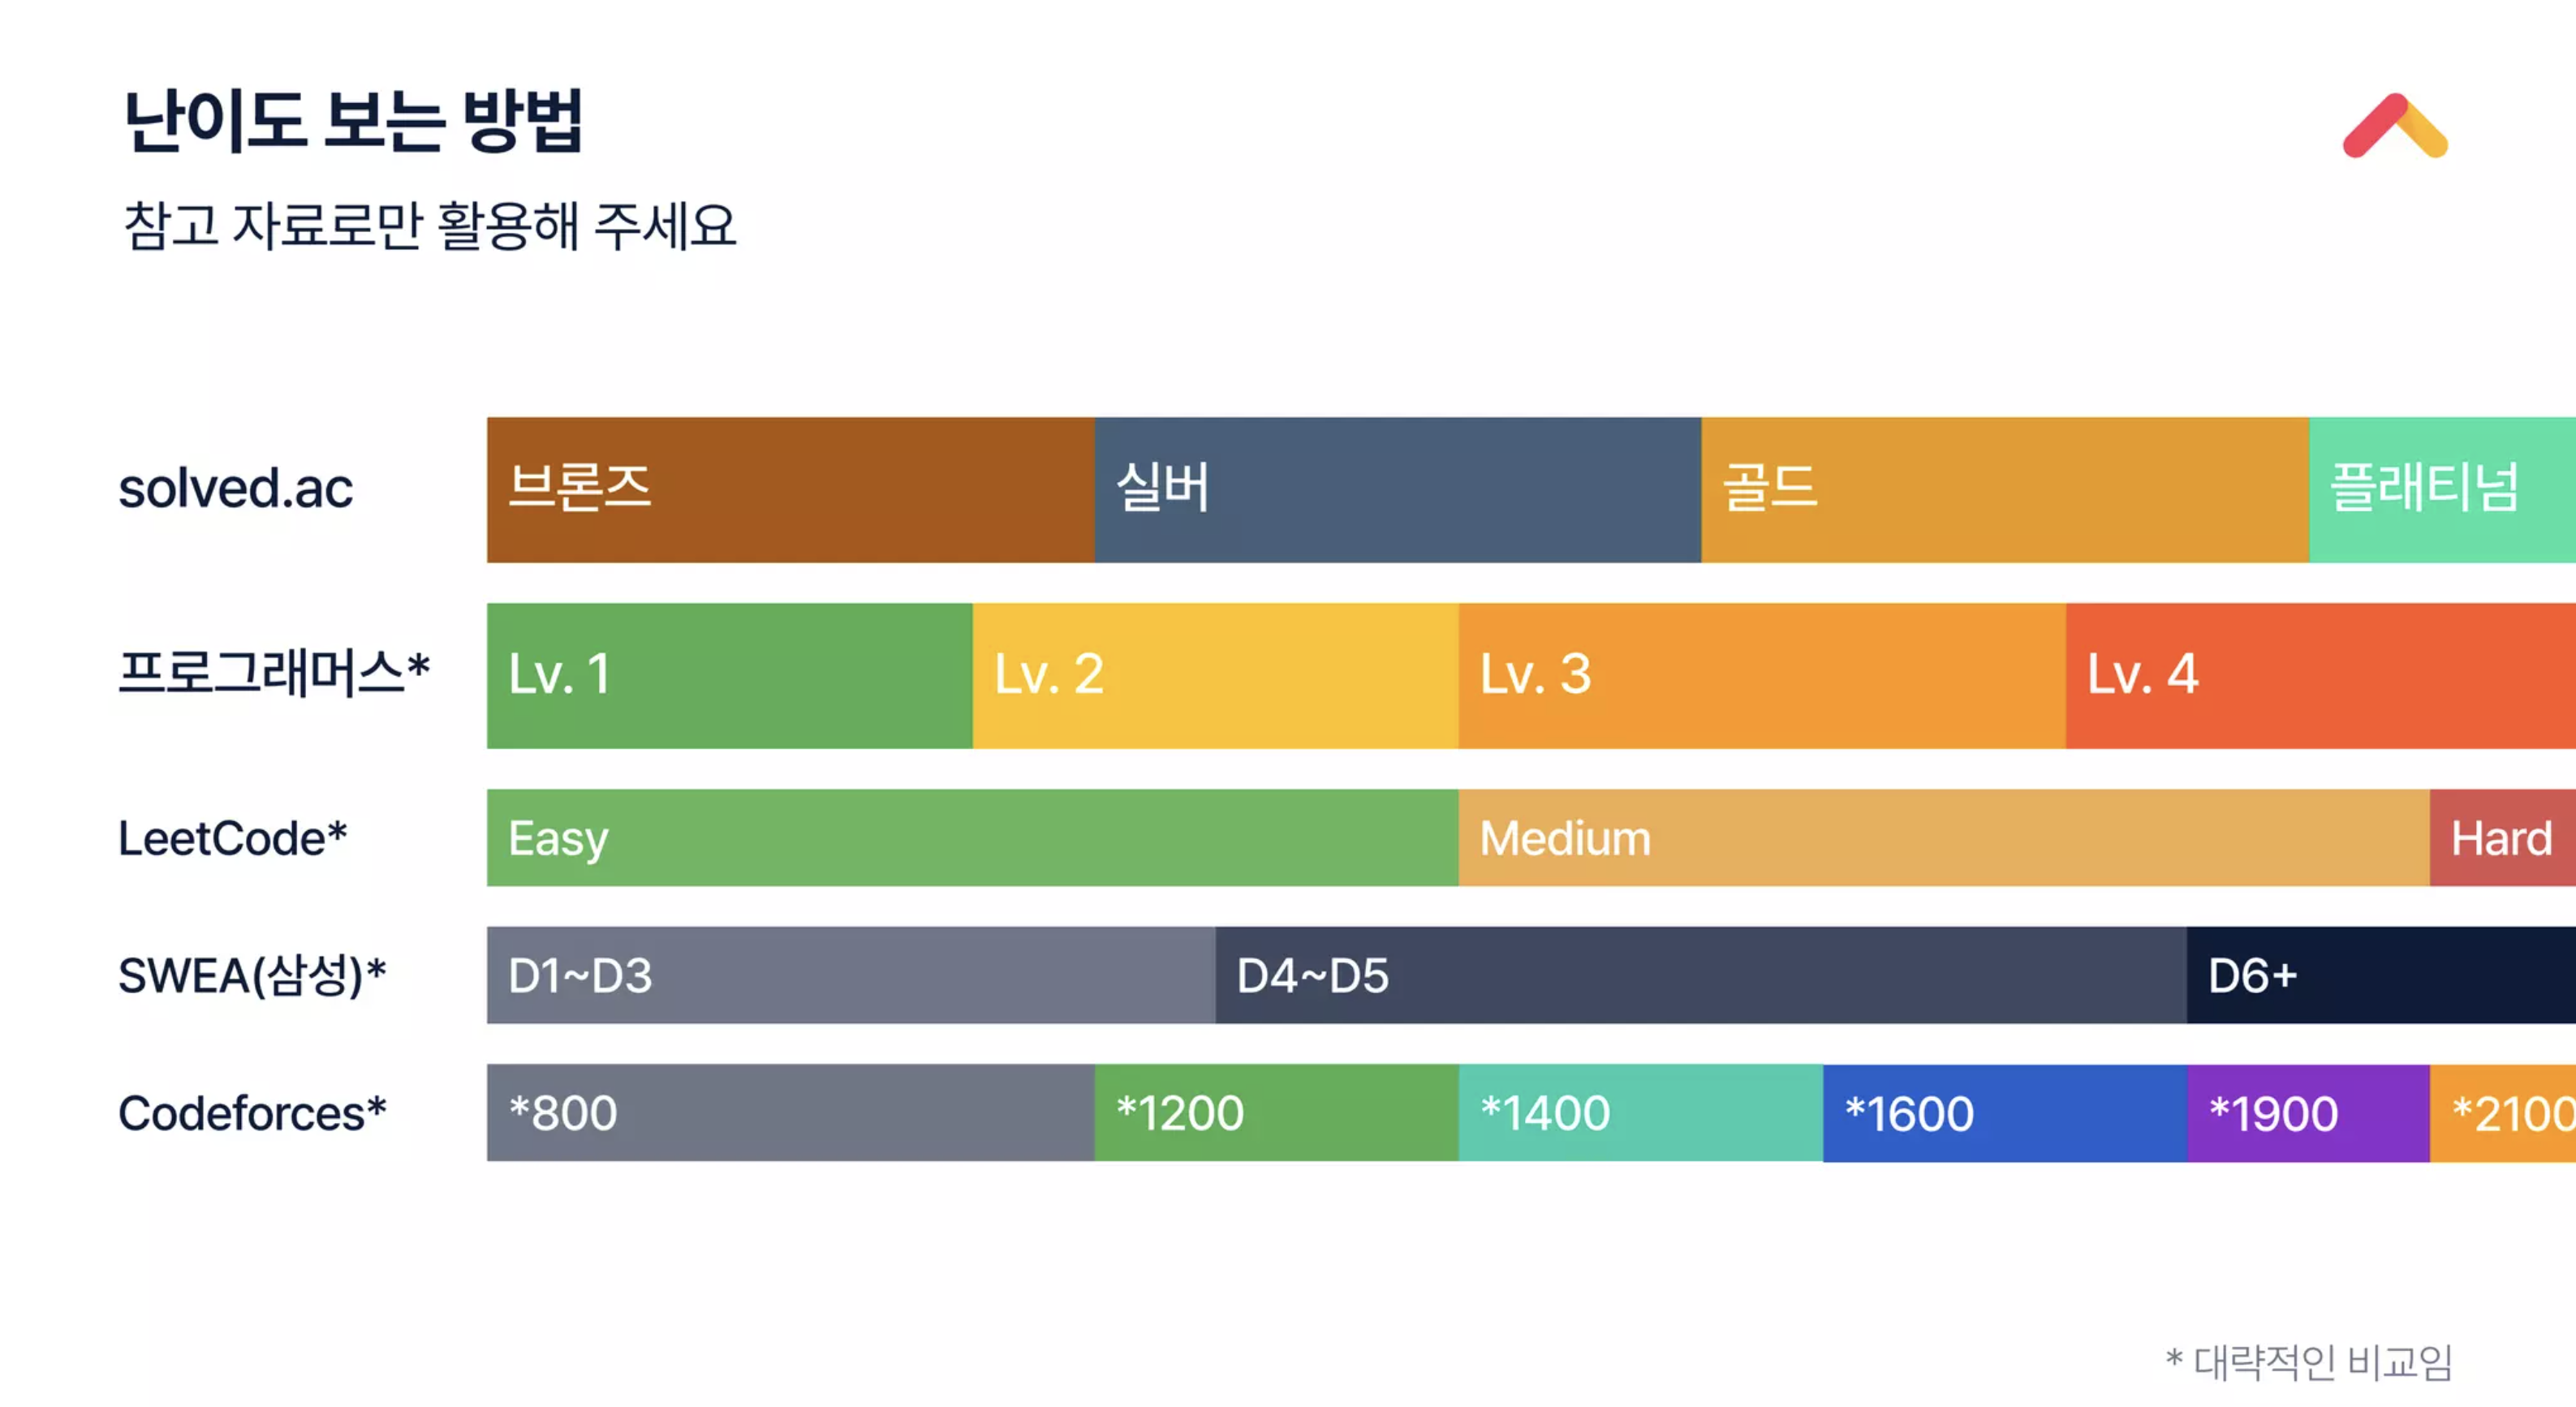 난이도 보는 방법
참고 자료로만 활용해 주세요
solved.ac 브론즈 실버 골드 플래티넘
프로그래머스* Lv. 1 Lv. 2 Lv. 3 Lv. 4
LeetCode* Easy Medium Hard
SWEA(삼성)* D1~D3 D4~D5 D6+
Codeforces* *800 *1200 *1400 *1600 *1900 *2100
* 대략적인 비교임